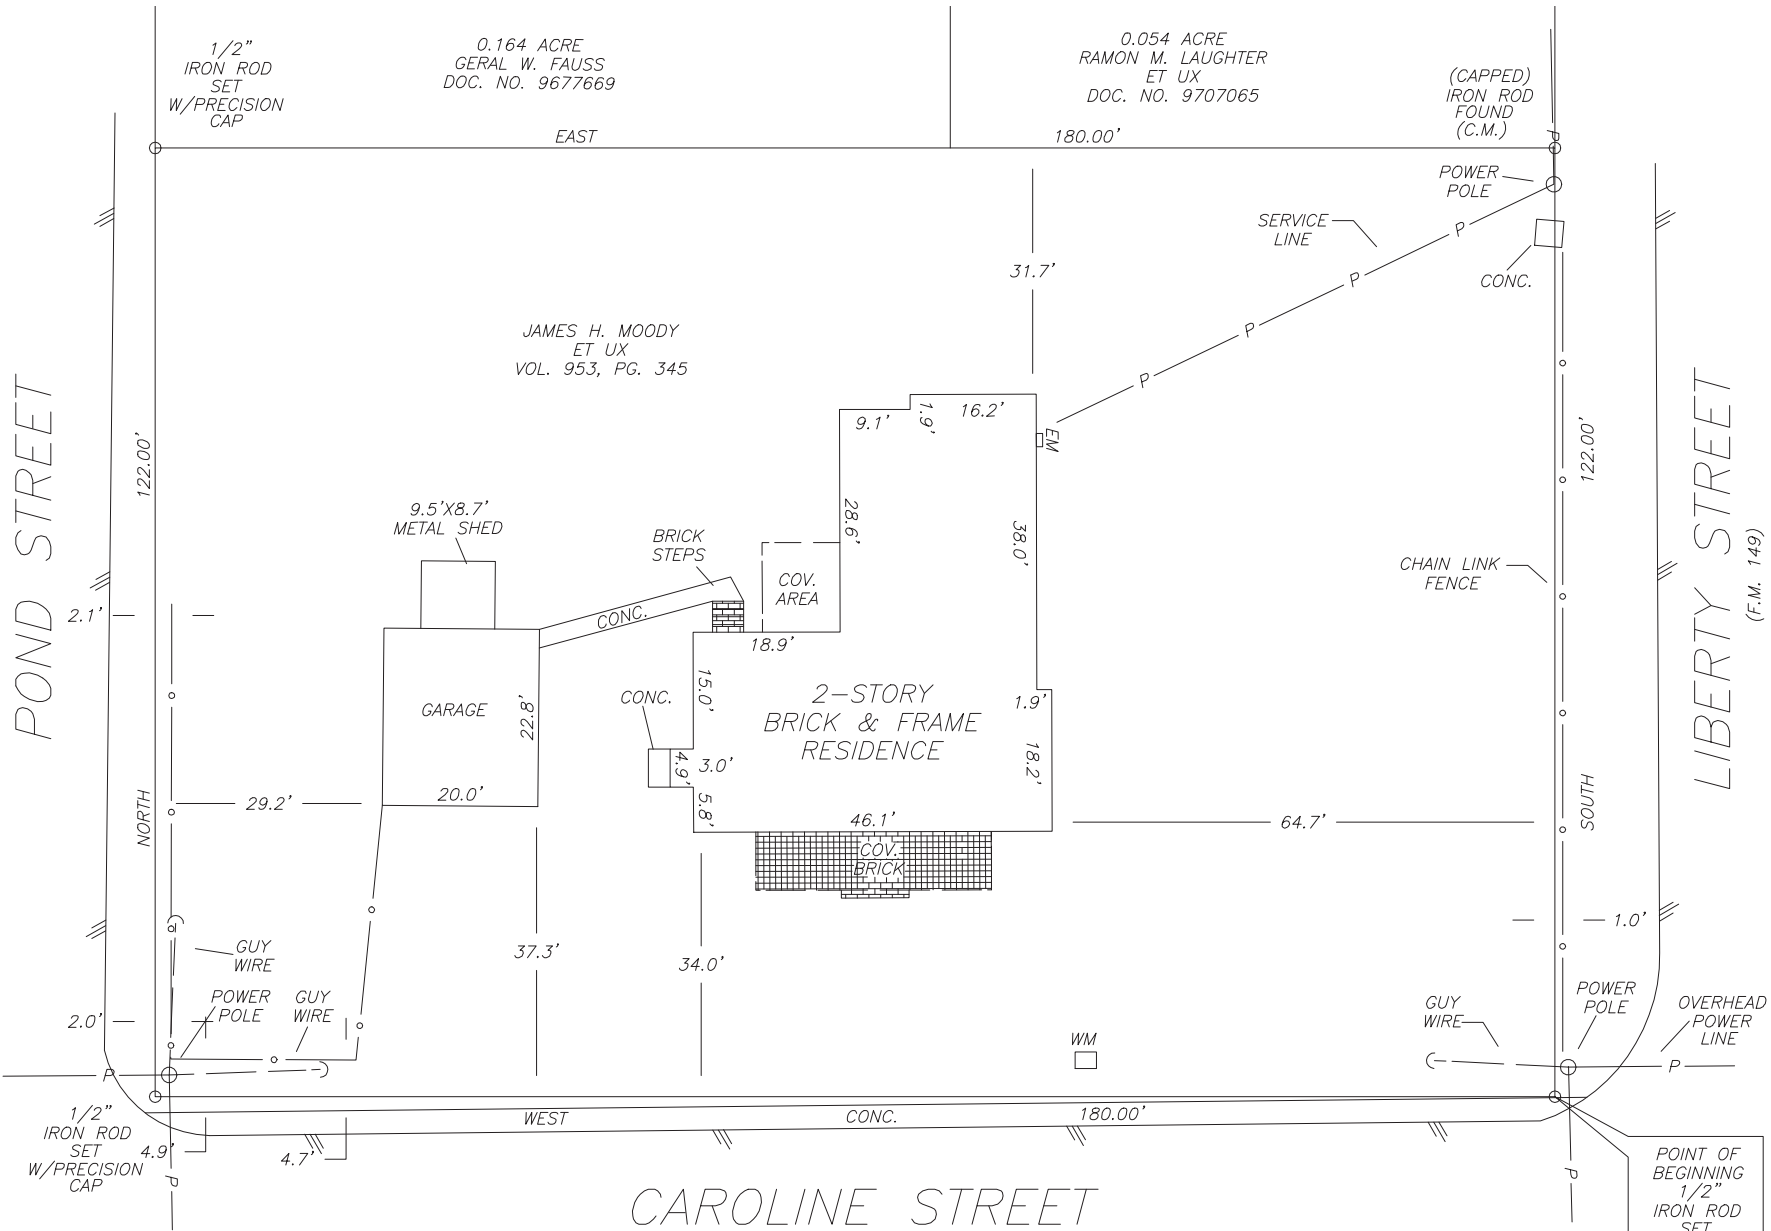 1/2"
IRON ROD
SET
W/PRECISION
CAP
0.164 ACRE
GERAL W. FAUSS
DOC. NO. 9677669
0.054 ACRE
RAMON M. LAUGHTER
ET UX
DOC. NO. 9707065
(CAPPED)
IRON ROD
FOUND
(C.M.)
P
EAST
180.00'
POWER
POLE
SERVICE
LINE
P
CONC.
P
P
P
31.7'
JAMES H. MOODY
ET UX
VOL. 953, PG. 345
POND STREET
122.00'
NORTH
9.1'
1.9'
16.2'
EM
28.6'
38.0'
122.00'
SOUTH
LIBERTY STREET
(F.M. 149)
9.5'X8.7'
METAL SHED
BRICK
STEPS
COV.
AREA
CHAIN LINK
FENCE
2.1'
CONC.
18.9'
GARAGE
22.8'
20.0'
CONC.
15.0'
4.9'
3.0'
5.8'
2-STORY
BRICK & FRAME
RESIDENCE
1.9'
18.2'
29.2'
46.1'
64.7'
COV.
BRICK
1.0'
37.3'
34.0'
GUY
WIRE
POWER
POLE
GUY
WIRE
2.0'
WM
GUY
WIRE
POWER
POLE
OVERHEAD
POWER
LINE
P
P
1/2"
IRON ROD
SET
W/PRECISION
CAP
4.9'
4.7'
P
WEST
CONC.
180.00'
P
POINT OF
BEGINNING
1/2"
IRON ROD
SET
CAROLINE STREET